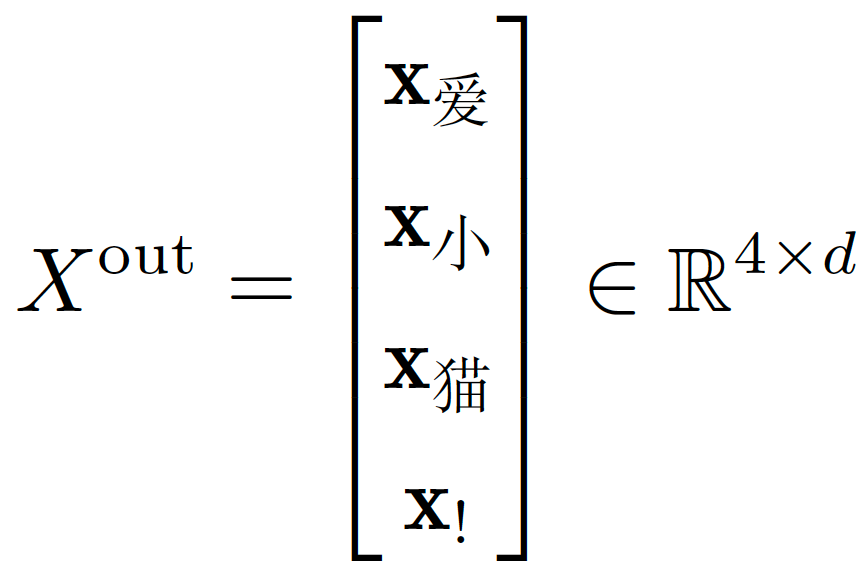 X^out = [ x_爱
x_小
x_猫
x_! ] ∈ ℝ^{4×d}